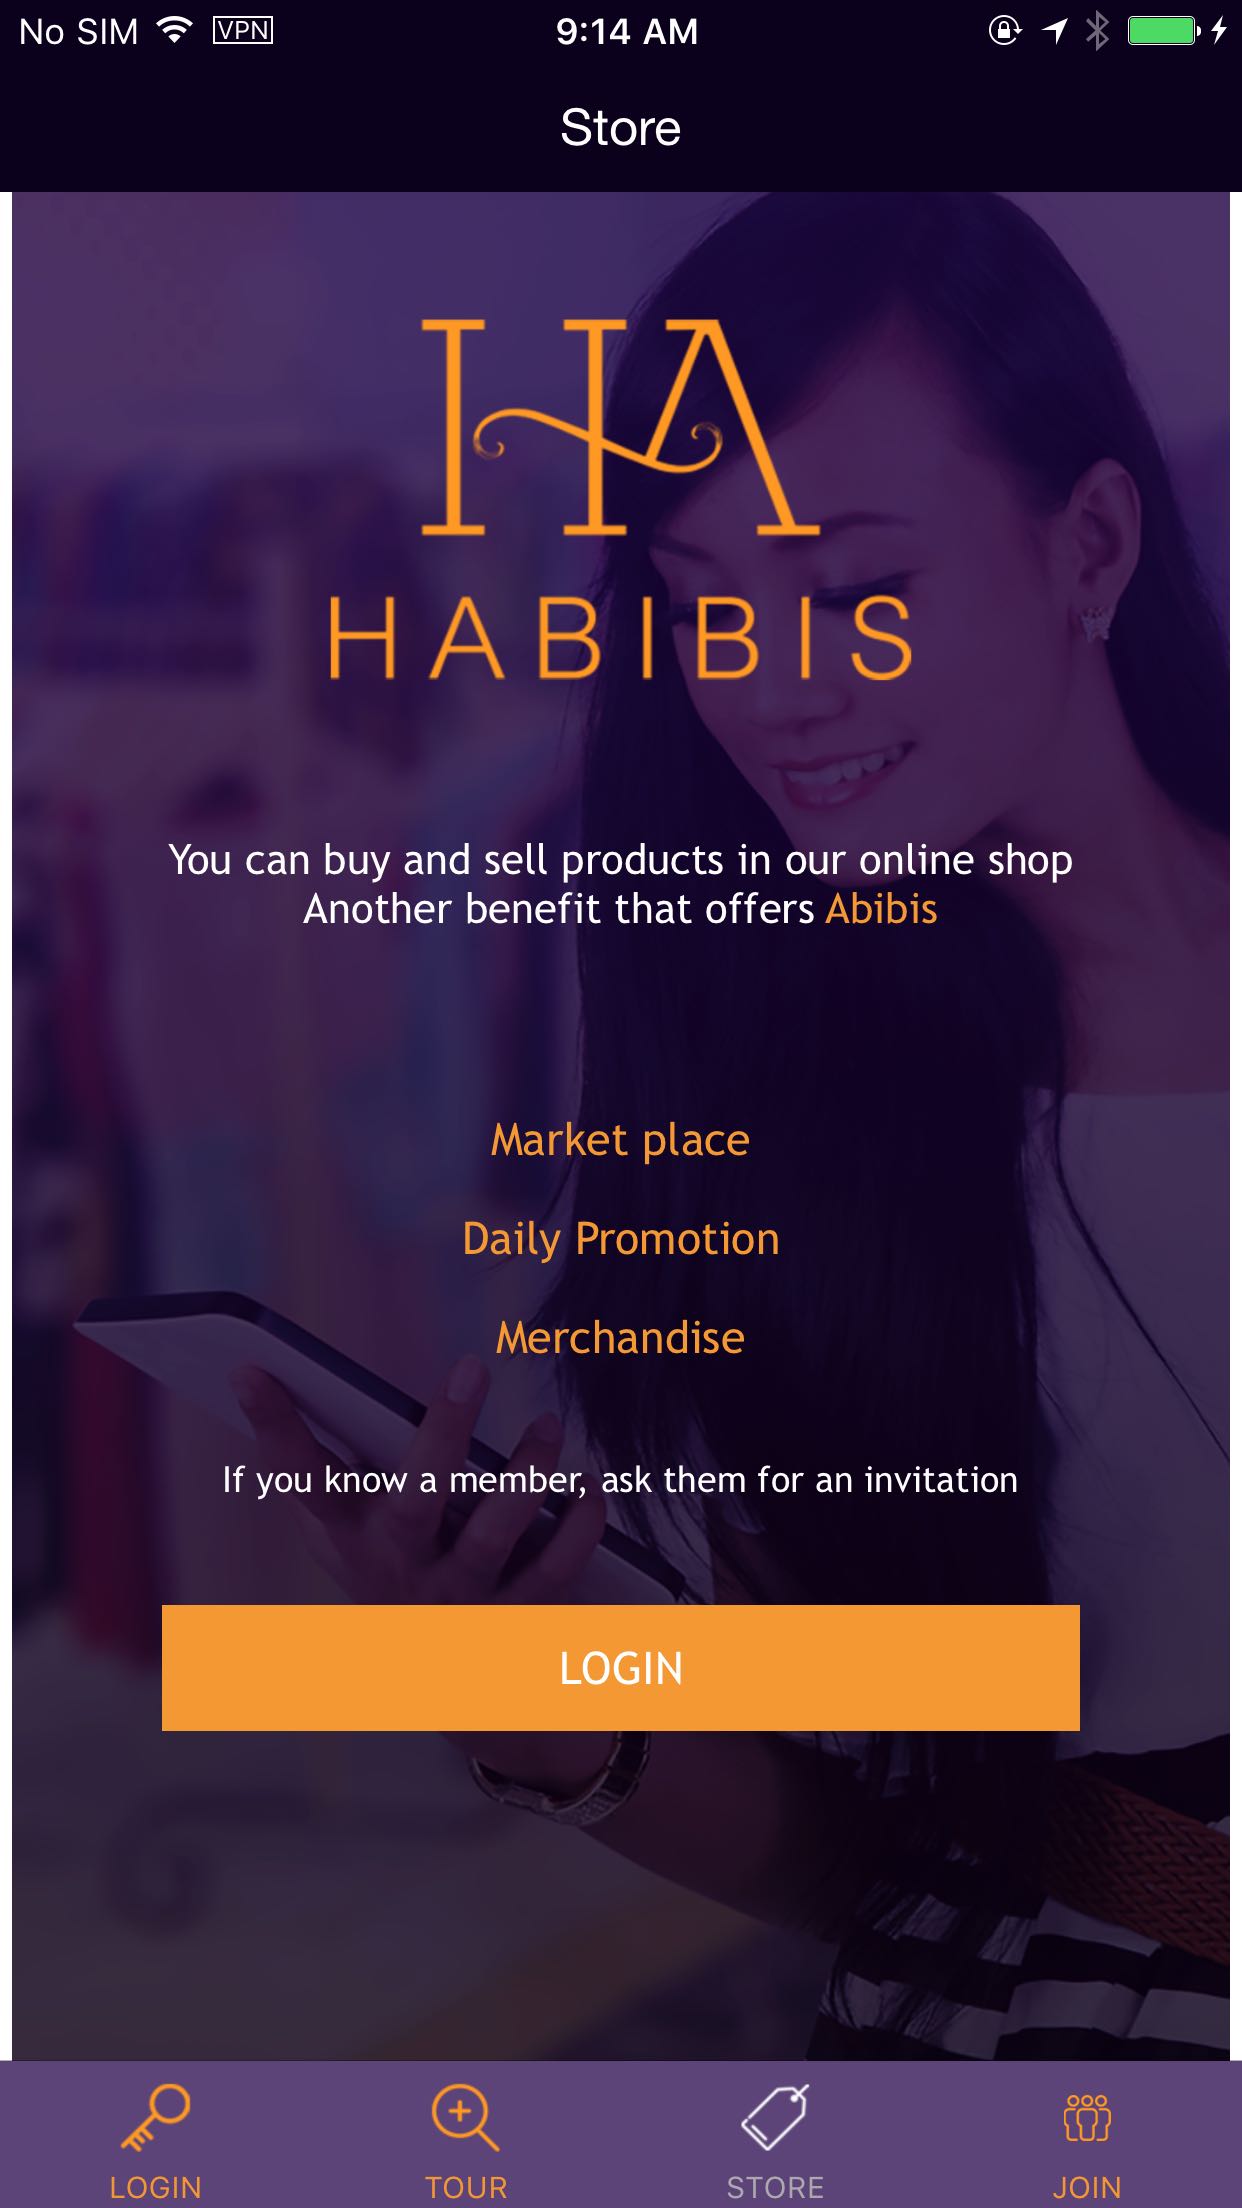 No SIM VPN 9:14 AM
Store
HA
HABIBIS
You can buy and sell products in our online shop
Another benefit that offers Abibis
Market place
Daily Promotion
Merchandise
If you know a member, ask them for an invitation
LOGIN
LOGIN TOUR STORE JOIN